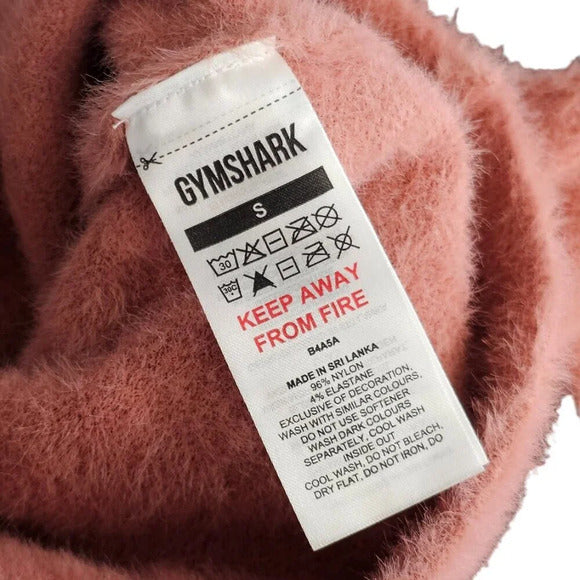 GYMSHARK
S
30
30C
KEEP AWAY
FROM FIRE
B4A5A
MADE IN SRI LANKA
96% NYLON
4% ELASTANE
EXCLUSIVE OF DECORATION,
WASH WITH SIMILAR COLOURS,
DO NOT USE SOFTENER
WASH DARK COLOURS
SEPARATELY, COOL WASH
INSIDE OUT
COOL WASH, DO NOT BLEACH,
DRY FLAT, DO NOT IRON, DO